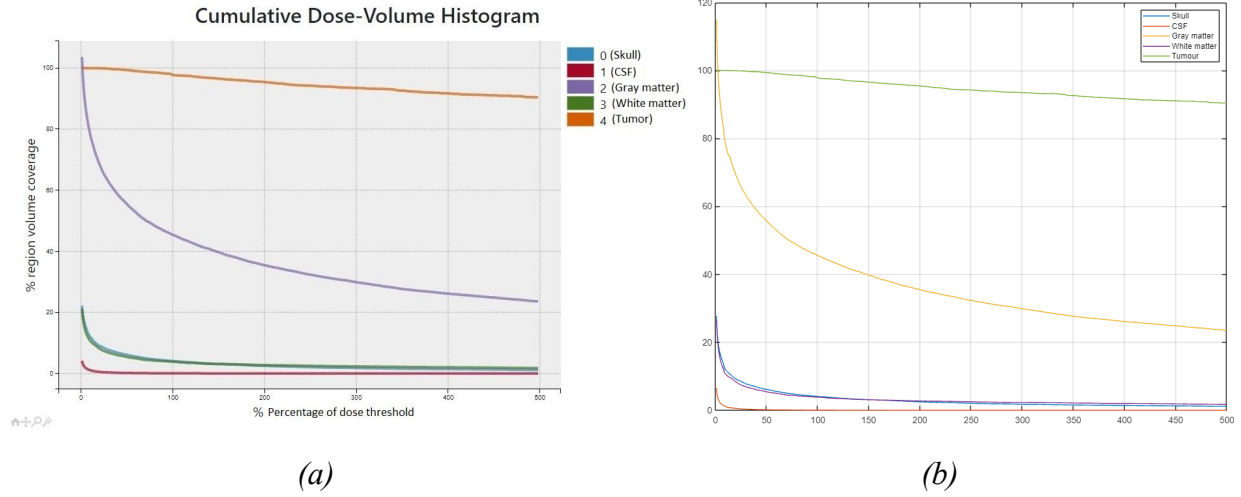 Cumulative Dose-Volume Histogram
% region volume coverage
100
80
60
40
20
0
0 100 200 300 400 500
% Percentage of dose threshold
0 (Skull)
1 (CSF)
2 (Gray matter)
3 (White matter)
4 (Tumor)
(a)
120
100
80
60
40
20
0
0 50 100 150 200 250 300 350 400 450 500
Skull
CSF
Gray matter
White matter
Tumour
(b)